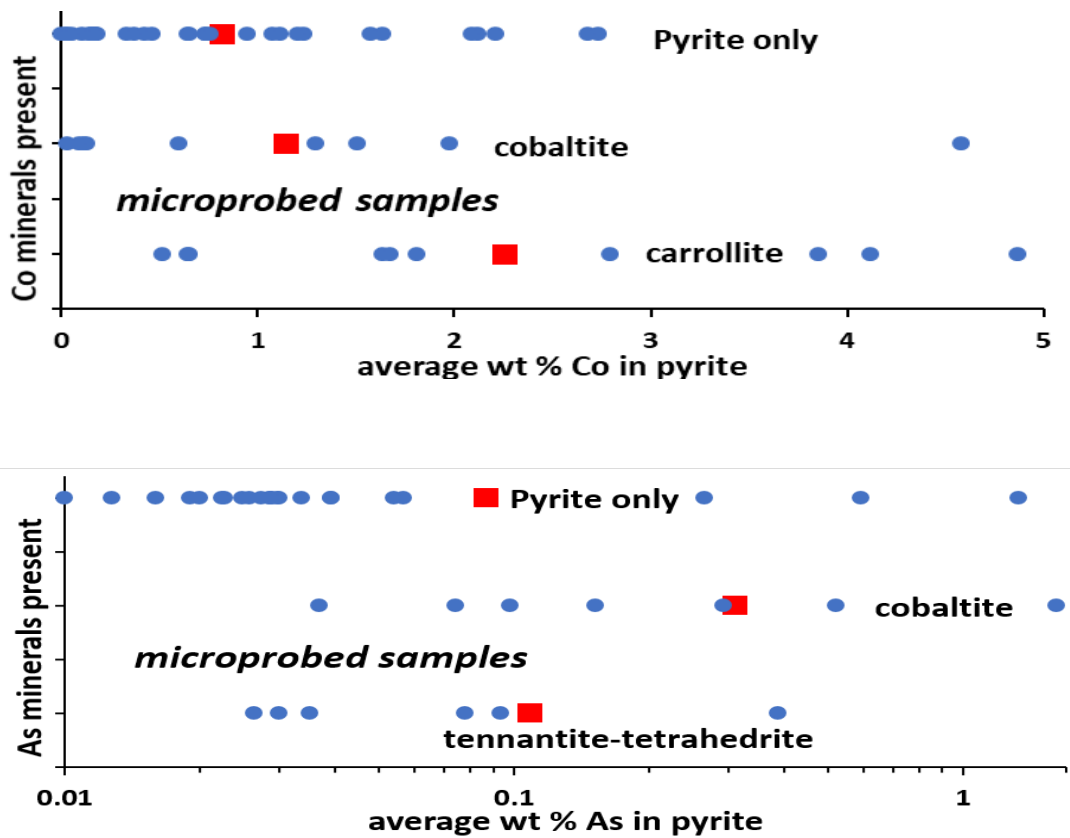 Co minerals present
Pyrite only
cobaltite
microprobed samples
carrollite
0 1 2 3 4 5
average wt % Co in pyrite
As minerals present
Pyrite only
cobaltite
microprobed samples
tennantite-tetrahedrite
0.01 0.1 1
average wt % As in pyrite